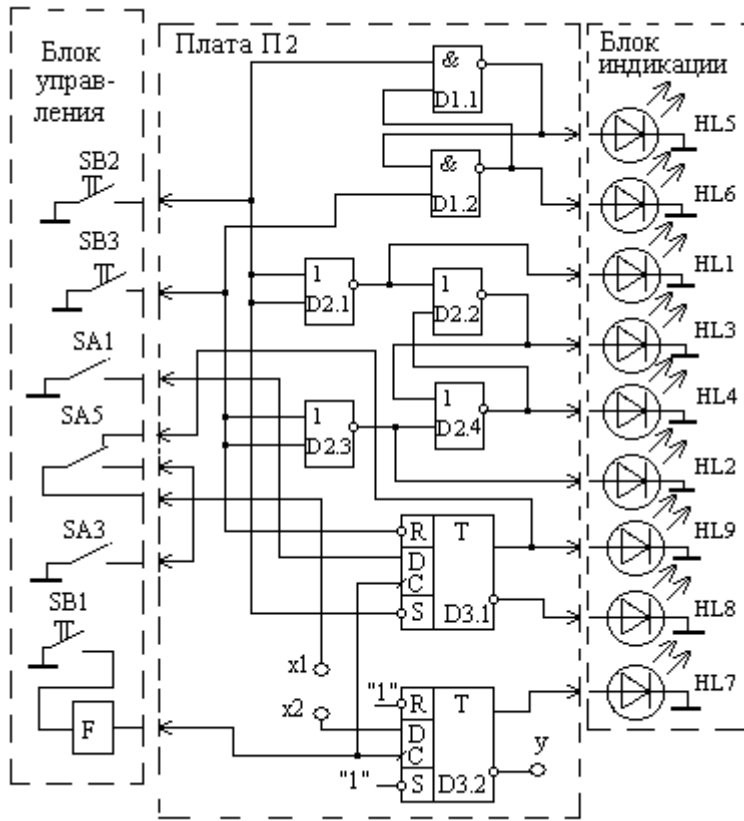 Блок
управ-
ления
SB2
SB3
SA1
SA5
SA3
SB1
F
Плата П2
&
D1.1
&
D1.2
1
D2.1
1
D2.2
1
D2.3
1
D2.4
R T
D
C
S D3.1
x1
x2
"1" R T
D
C
"1" S D3.2
y
Блок
индикации
HL5
HL6
HL1
HL3
HL4
HL2
HL9
HL8
HL7